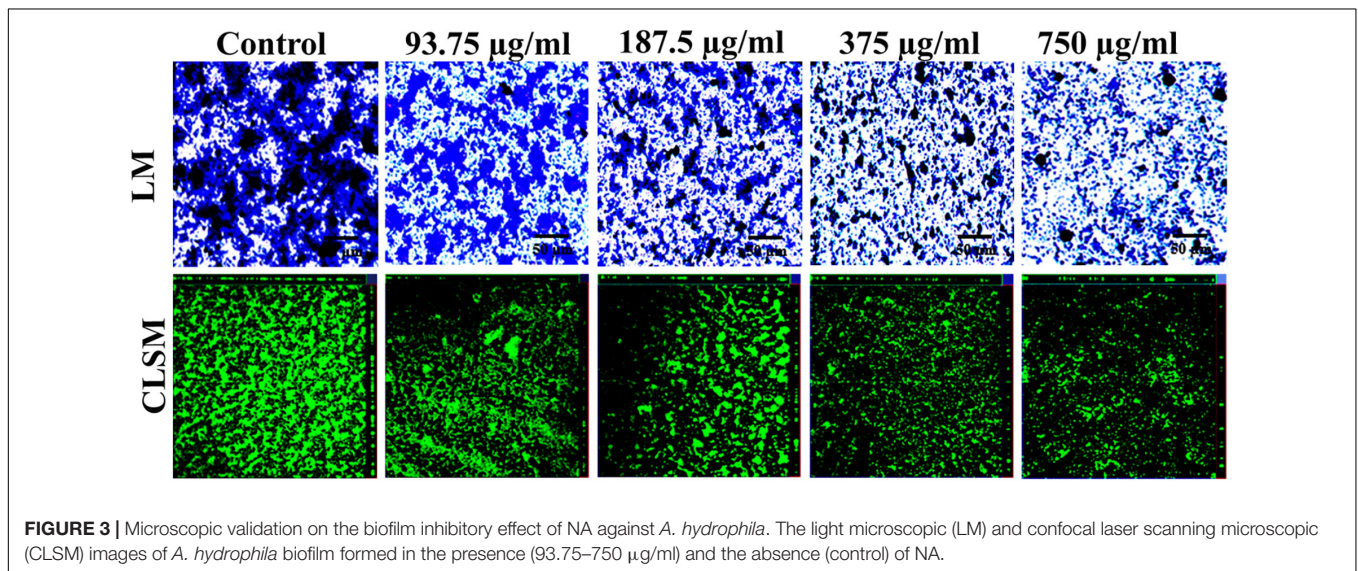 Control 93.75 µg/ml 187.5 µg/ml 375 µg/ml 750 µg/ml
LM
µm 50 µm 50 µm 50 µm 50 µm
CLSM
FIGURE 3 | Microscopic validation on the biofilm inhibitory effect of NA against A. hydrophila. The light microscopic (LM) and confocal laser scanning microscopic
(CLSM) images of A. hydrophila biofilm formed in the presence (93.75–750 µg/ml) and the absence (control) of NA.